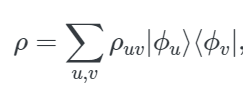 ρ = ∑_{u,v} ρ_{uv}|ϕ_u⟩⟨ϕ_v|,